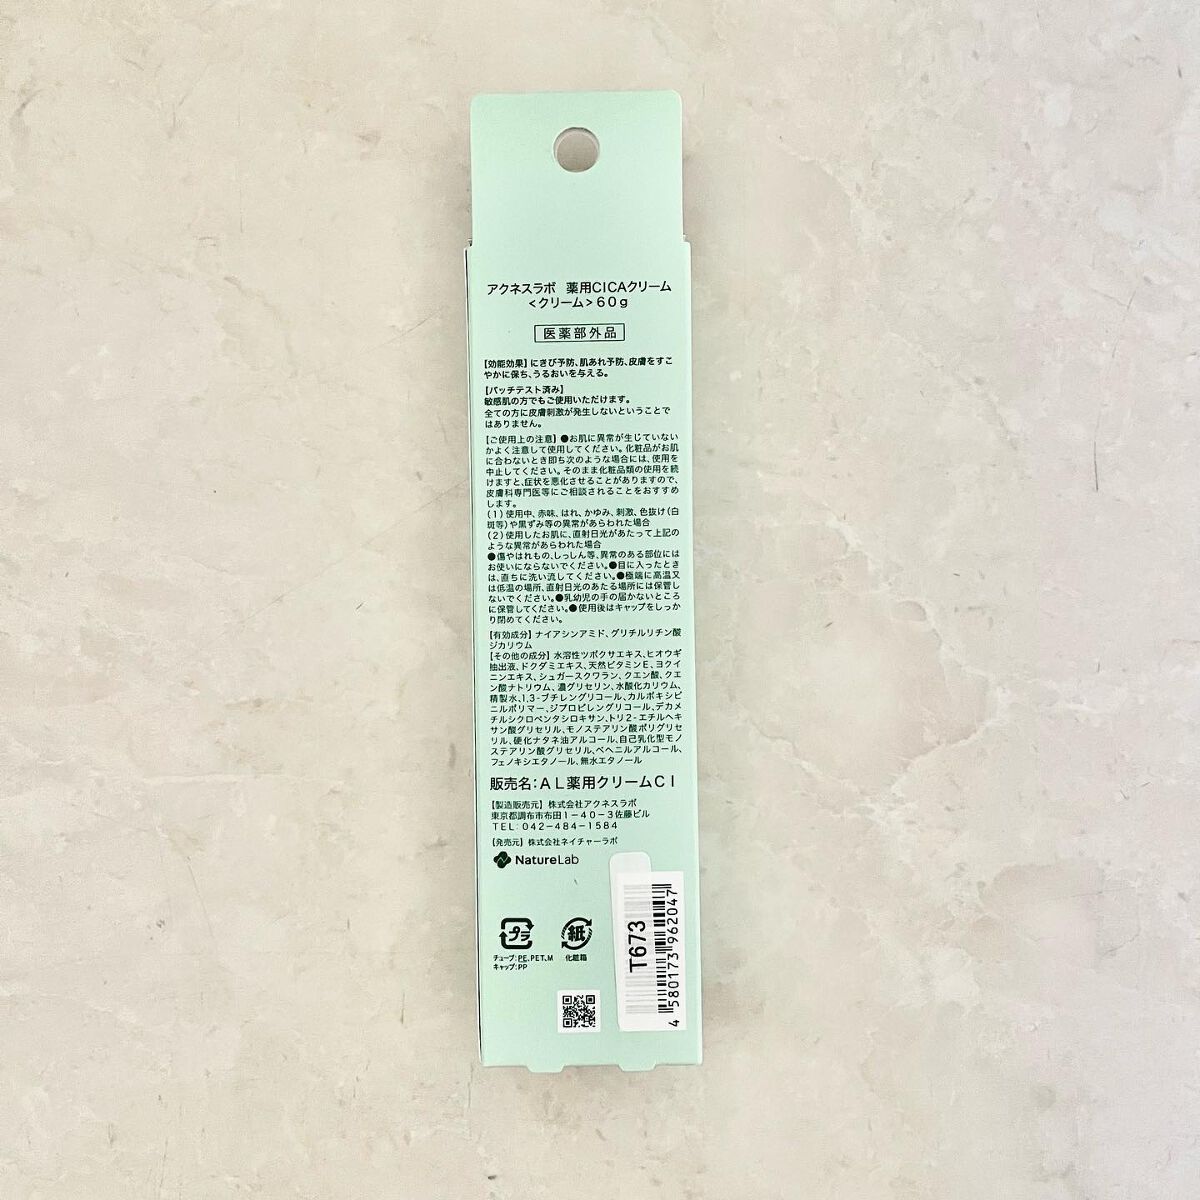 アクネスラボ 薬用CICAクリーム
<クリーム>60g
医薬部外品
【効能効果】にきび予防、肌あれ予防、皮膚をすこ
やかに保ち、うるおいを与える。
【パッチテスト済み】
敏感肌の方でもご使用いただけます。
全ての方に皮膚刺激が発生しないということで
はありません。
【ご使用上の注意】●お肌に異常が生じていない
かよく注意して使用してください。化粧品がお肌
に合わないとき即ち次のような場合には、使用を
中止してください。そのまま化粧品類の使用を続
けますと、症状を悪化させることがありますので、
皮膚科専門医等にご相談されることをおすすめ
します。
(1)使用中、赤味、はれ、かゆみ、刺激、色抜け(白
斑等)や黒ずみ等の異常があらわれた場合
(2)使用したお肌に、直射日光があたって上記の
ような異常があらわれた場合
●傷やはれもの、しっしん等、異常のある部位には
お使いにならないでください。●目に入ったとき
は、直ちに洗い流してください。●極端に高温又
は低温の場所、直射日光のあたる場所には保管し
ないでください。●乳幼児の手の届かないところ
に保管してください。●使用後はキャップをしっか
り閉めてください。
【有効成分】ナイアシンアミド、グリチルリチン酸
ジカリウム
【その他の成分】水溶性ツボクサエキス、ヒオウギ
抽出液、ドクダミエキス、天然ビタミンE、ヨクイ
ニンエキス、シュガースクワラン、クエン酸、クエ
ン酸ナトリウム、濃グリセリン、水酸化カリウム、
精製水、1,3-ブチレングリコール、カルボキシビ
ニルポリマー、ジプロピレングリコール、デカメ
チルシクロペンタシロキサン、トリ2-エチルヘキ
サン酸グリセリル、モノステアリン酸ポリグリセ
リル、硬化ナタネ油アルコール、自己乳化型モノ
ステアリン酸グリセリル、ベヘニルアルコール、
フェノキシエタノール、無水エタノール
販売名:AL薬用クリームCI
【製造販売元】株式会社アクネスラボ
東京都調布市布田1-40-3佐藤ビル
TEL:042-484-1584
【発売元】株式会社ネイチャーラボ
NatureLab
プラ
チューブ:PE、PET、M
キャップ:PP
紙
化粧箱
T673
4 580173 962047